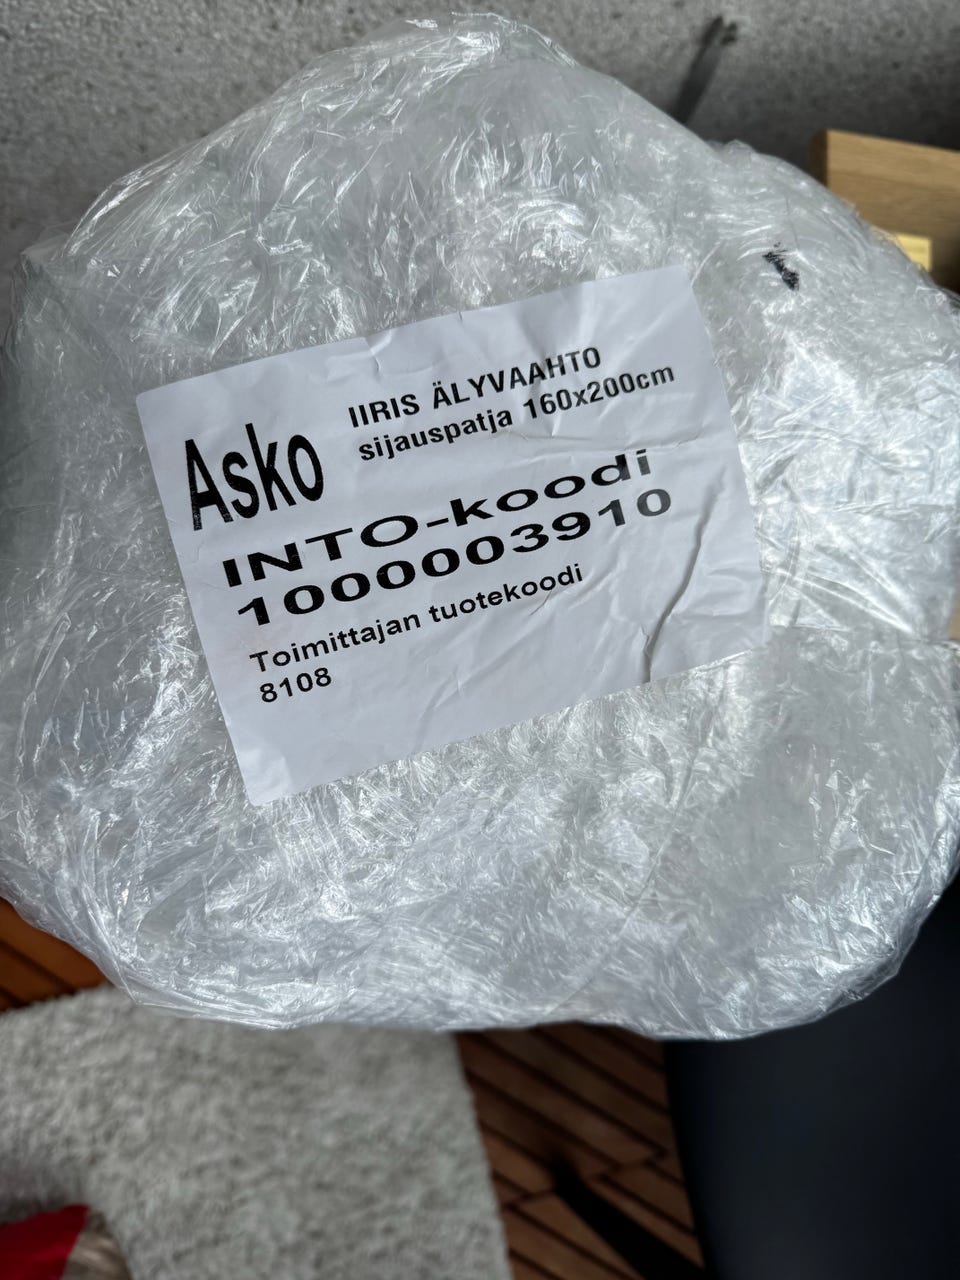 Asko
IIRIS ÄLYVAAHTO
sijauspatja 160x200cm
INTO-koodi
1000003910
Toimittajan tuotekoodi
8108